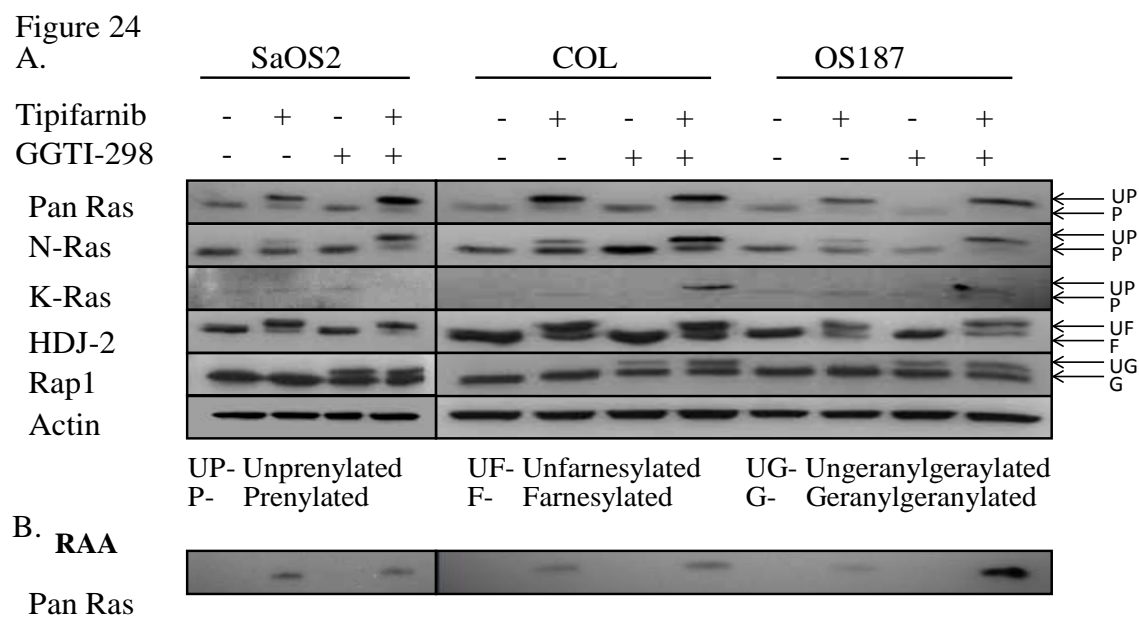 Figure 24
A.
SaOS2 COL OS187
Tipifarnib - + - + - + - + - + - +
GGTI-298 - - + + - - + + - - + +
Pan Ras UP
P
N-Ras UP
P
K-Ras UP
P
HDJ-2 UF
F
Rap1 UG
G
Actin
UP- Unprenylated UF- Unfarnesylated UG- Ungeranylgeraylated
P- Prenylated F- Farnesylated G- Geranylgeranylated
B. RAA
Pan Ras